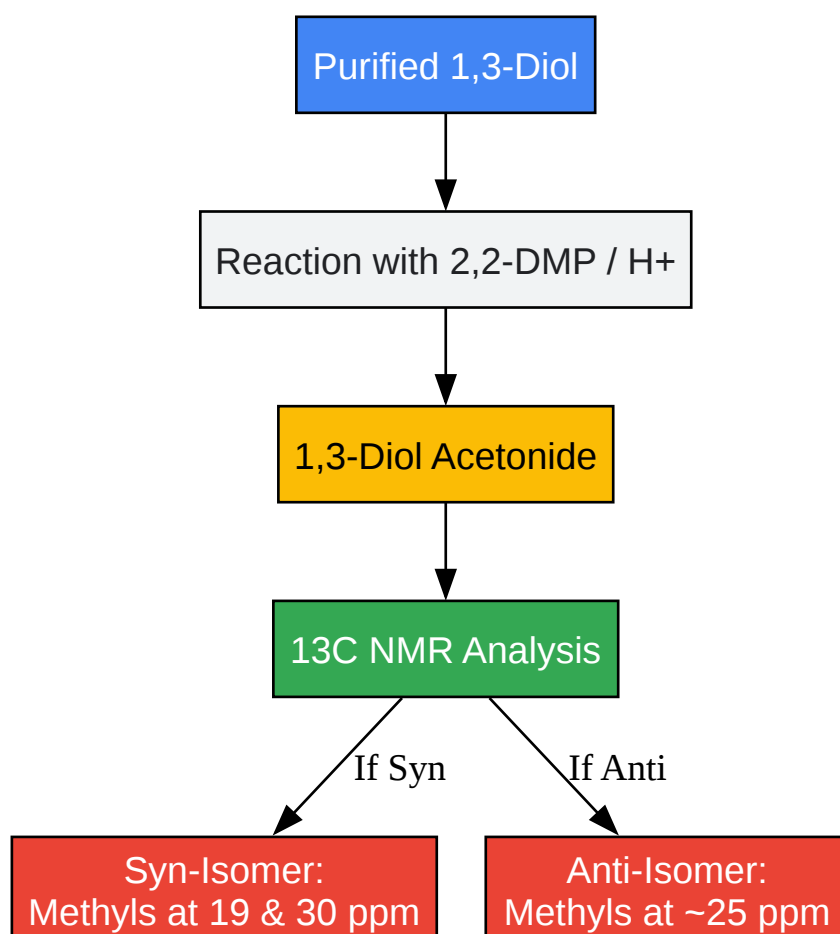 Purified 1,3-Diol
Reaction with 2,2-DMP / H+
1,3-Diol Acetonide
13C NMR Analysis
If Syn
If Anti
Syn-Isomer:
Methyls at 19 & 30 ppm
Anti-Isomer:
Methyls at ~25 ppm